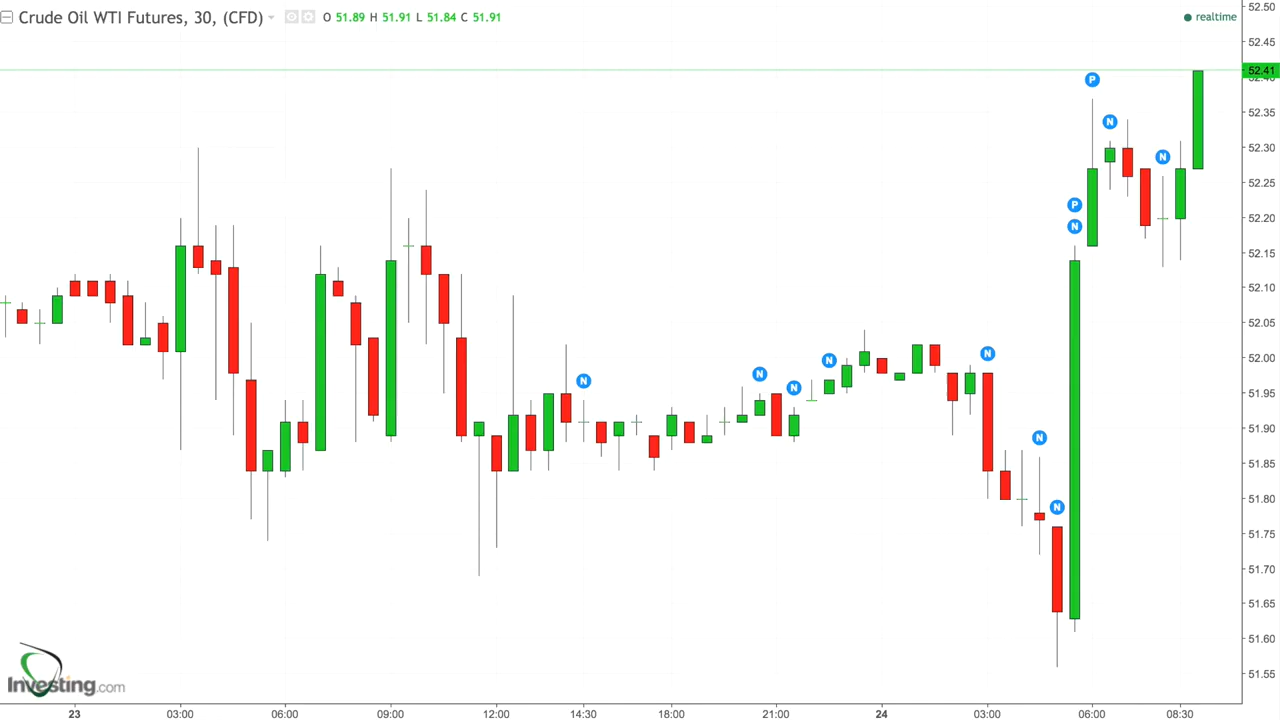 Crude Oil WTI Futures, 30, (CFD) O 51.89 H 51.91 L 51.84 C 51.91
realtime
P
N
N
P
N
N
N
N
N
N
N
N
52.50
52.45
52.41
52.40
52.35
52.30
52.25
52.20
52.15
52.10
52.05
52.00
51.95
51.90
51.85
51.80
51.75
51.70
51.65
51.60
51.55
Investing.com
23 03:00 06:00 09:00 12:00 14:30 18:00 21:00 24 03:00 06:00 08:30